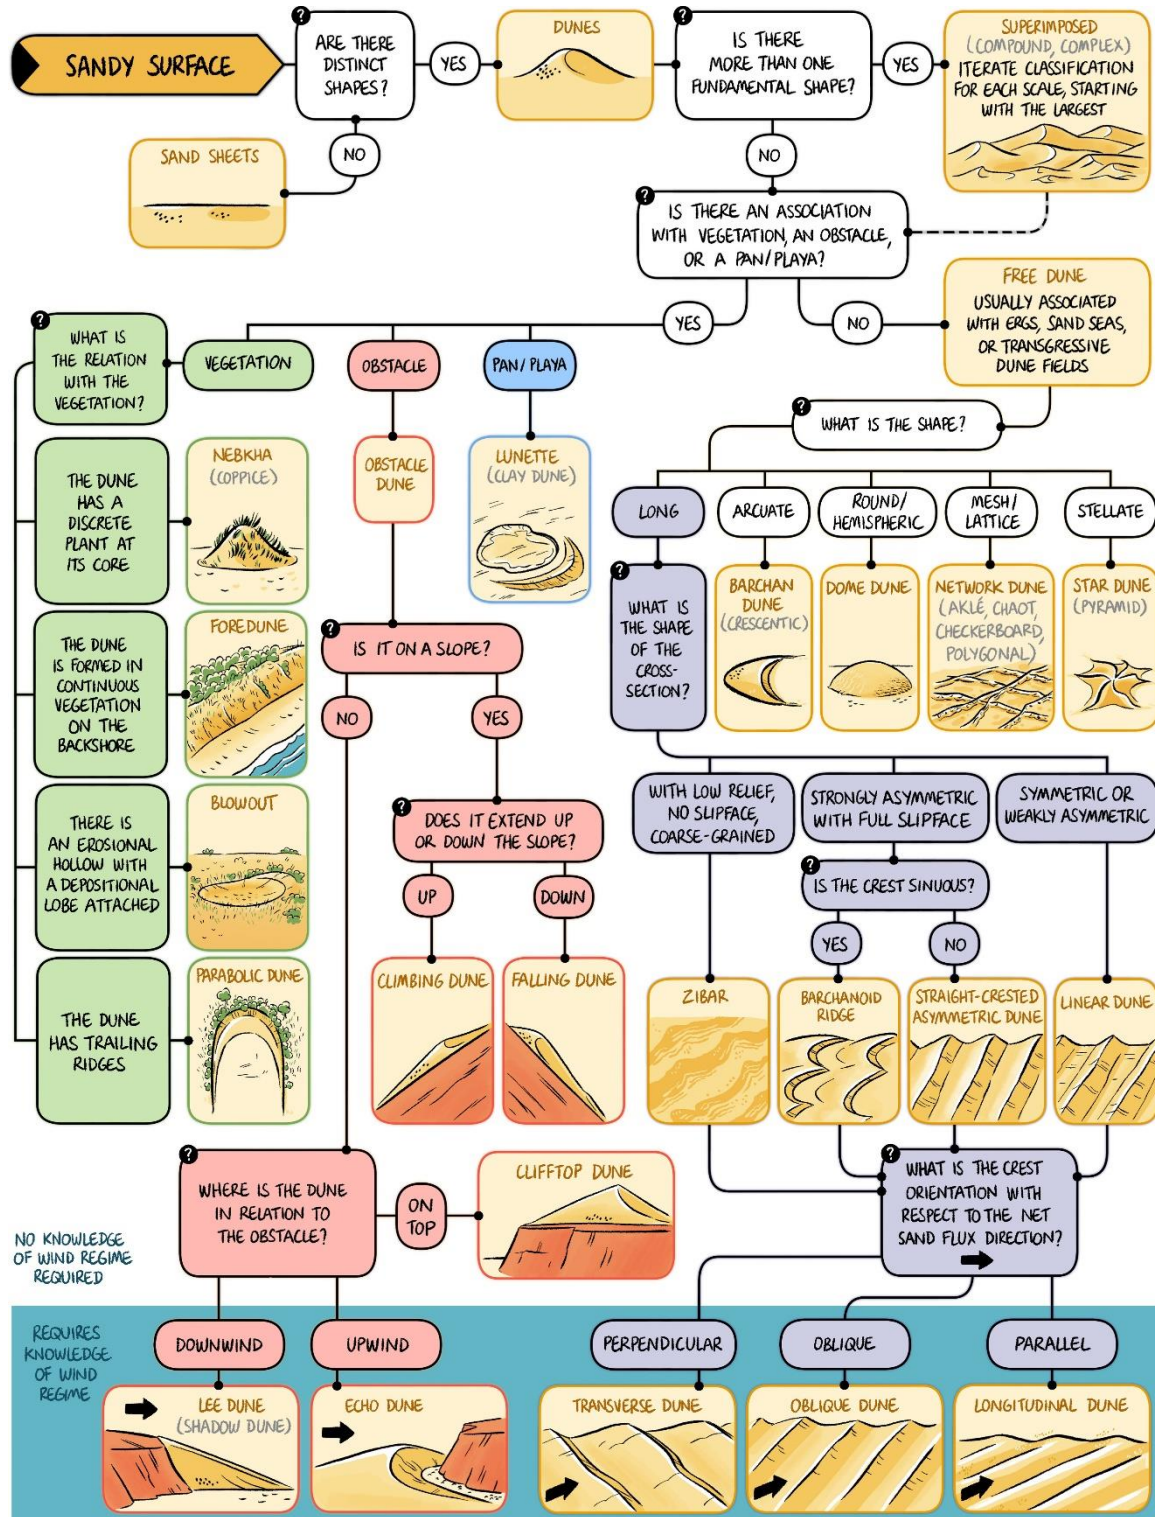 SANDY SURFACE
ARE THERE
DISTINCT
SHAPES?
YES
NO
SAND SHEETS
DUNES
IS THERE
MORE THAN ONE
FUNDAMENTAL SHAPE?
YES
NO
SUPERIMPOSED
(COMPOUND, COMPLEX)
ITERATE CLASSIFICATION
FOR EACH SCALE, STARTING
WITH THE LARGEST
IS THERE AN ASSOCIATION
WITH VEGETATION, AN OBSTACLE,
OR A PAN/PLAYA?
YES
NO
FREE DUNE
USUALLY ASSOCIATED
WITH ERGS, SAND SEAS,
OR TRANSGRESSIVE
DUNE FIELDS
WHAT IS
THE RELATION
WITH THE
VEGETATION?
VEGETATION
OBSTACLE
PAN/PLAYA
THE DUNE
HAS A
DISCRETE
PLANT AT
ITS CORE
NEBKHA
(COPPICE)
THE DUNE
IS FORMED IN
CONTINUOUS
VEGETATION
ON THE
BACKSHORE
FOREDUNE
THERE IS
AN EROSIONAL
HOLLOW WITH
A DEPOSITIONAL
LOBE ATTACHED
BLOWOUT
THE DUNE
HAS TRAILING
RIDGES
PARABOLIC DUNE
OBSTACLE
DUNE
LUNETTE
(CLAY DUNE)
IS IT ON A SLOPE?
NO
YES
DOES IT EXTEND UP
OR DOWN THE SLOPE?
UP
DOWN
CLIMBING DUNE
FALLING DUNE
WHERE IS THE DUNE
IN RELATION TO
THE OBSTACLE?
ON
TOP
CLIFFTOP DUNE
WHAT IS THE SHAPE?
LONG
ARCUATE
ROUND/
HEMISPHERIC
MESH/
LATTICE
STELLATE
WHAT IS
THE SHAPE
OF THE
CROSS-
SECTION?
BARCHAN
DUNE
(CRESCENTIC)
DOME DUNE
NETWORK DUNE
(AKLÉ, CHAOT,
CHECKERBOARD,
POLYGONAL)
STAR DUNE
(PYRAMID)
WITH LOW RELIEF,
NO SLIPFACE,
COARSE-GRAINED
STRONGLY ASYMMETRIC
WITH FULL SLIPFACE
SYMMETRIC OR
WEAKLY ASYMMETRIC
IS THE CREST SINUOUS?
YES
NO
ZIBAR
BARCHANOID
RIDGE
STRAIGHT-CRESTED
ASYMMETRIC DUNE
LINEAR DUNE
WHAT IS THE CREST
ORIENTATION WITH
RESPECT TO THE NET
SAND FLUX DIRECTION?
NO KNOWLEDGE
OF WIND REGIME
REQUIRED
REQUIRES
KNOWLEDGE
OF WIND
REGIME
DOWNWIND
UPWIND
PERPENDICULAR
OBLIQUE
PARALLEL
LEE DUNE
(SHADOW DUNE)
ECHO DUNE
TRANSVERSE DUNE
OBLIQUE DUNE
LONGITUDINAL DUNE